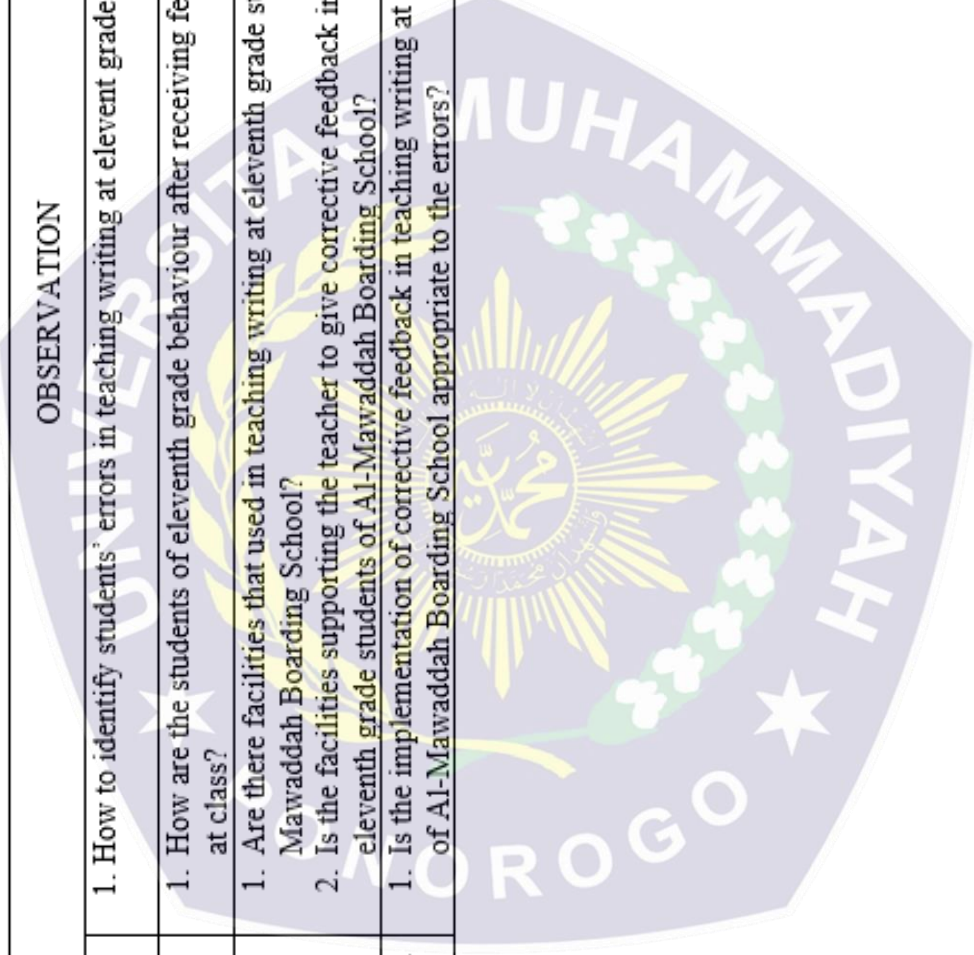 OBSERVATION
1. How to identify students' errors in teaching writing at elevent grade
1. How are the students of eleventh grade behaviour after receiving
at class?
1. Are there facilities that used in teaching writing at eleventh grade
Mawaddah Boarding School?
2. Is the facilities supporting the teacher to give corrective feedback
eleventh grade students of Al-Mawaddah Boarding School?
1. Is the implementation of corrective feedback in teaching writing at
of Al-Mawaddah Boarding School appropriate to the errors?
UNIVERSITAS MUHAMMADIYAH
PONOROGO
محمد